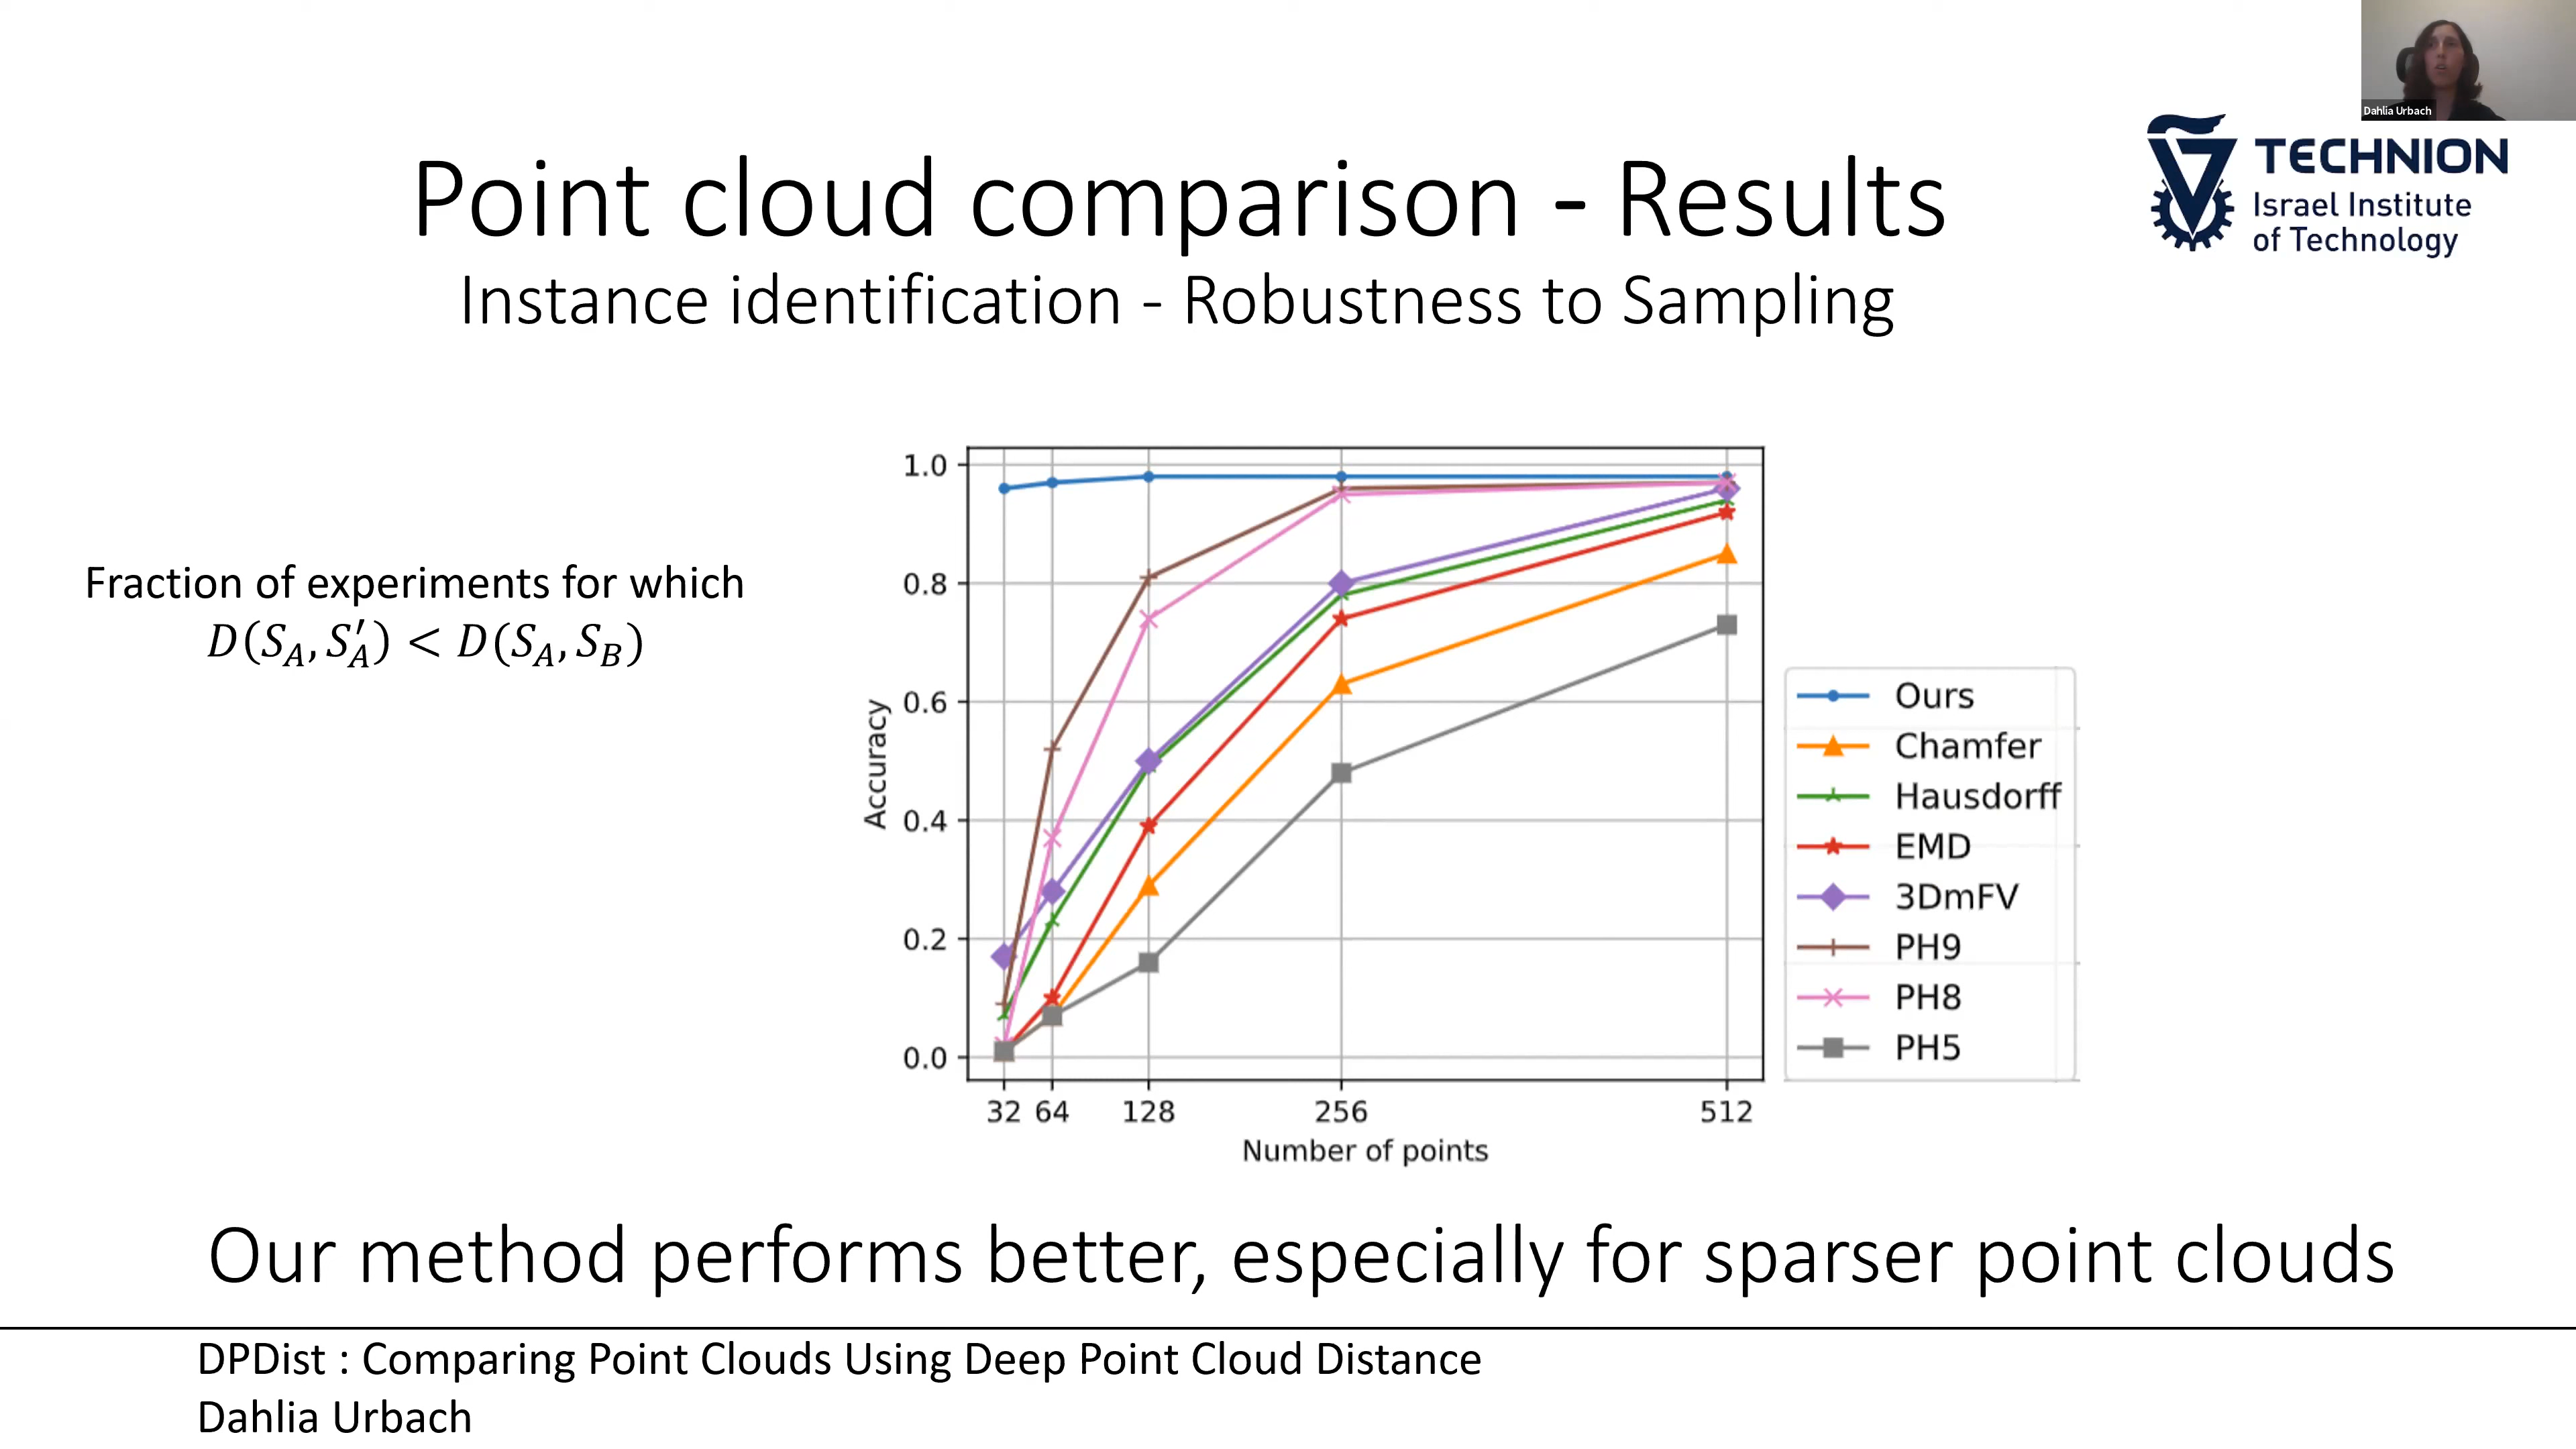 Dahlia Urbach
TECHNION
Israel Institute
of Technology
Point cloud comparison - Results
Instance identification - Robustness to Sampling
Fraction of experiments for which
D(S_A, S'_A) < D(S_A, S_B)
1.0
0.8
0.6
0.4
0.2
0.0
Accuracy
32 64 128 256 512
Number of points
Ours
Chamfer
Hausdorff
EMD
3DmFV
PH9
PH8
PH5
Our method performs better, especially for sparser point clouds
DPDist : Comparing Point Clouds Using Deep Point Cloud Distance
Dahlia Urbach